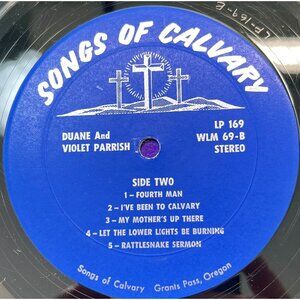 SONGS OF CALVARY
DUANE And
VIOLET PARRISH
LP 169
WLM 69-B
STEREO
SIDE TWO
1 – FOURTH MAN
2 – I'VE BEEN TO CALVARY
3 – MY MOTHER'S UP THERE
4 – LET THE LOWER LIGHTS BE BURNING
5 – RATTLESNAKE SERMON
Songs of Calvary Grants Pass, Oregon
LP-169-B